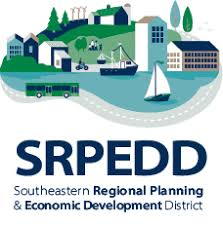 SRPEDD
Southeastern Regional Planning
& Economic Development District